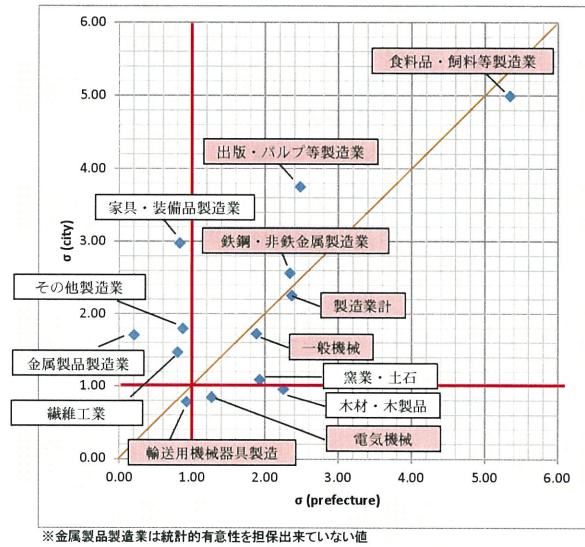 6.00
食料品・飼料等製造業
5.00
出版・パルプ等製造業
4.00
家具・装備品製造業
3.00
鉄鋼・非鉄金属製造業
その他製造業
製造業計
2.00
一般機械
金属製品製造業
窯業・土石
1.00
繊維工業
木材・木製品
輸送用機械器具製造
電気機械
0.00
σ (city)
0.00 1.00 2.00 3.00 4.00 5.00 6.00
σ (prefecture)
※金属製品製造業は統計的有意性を担保出来ていない値